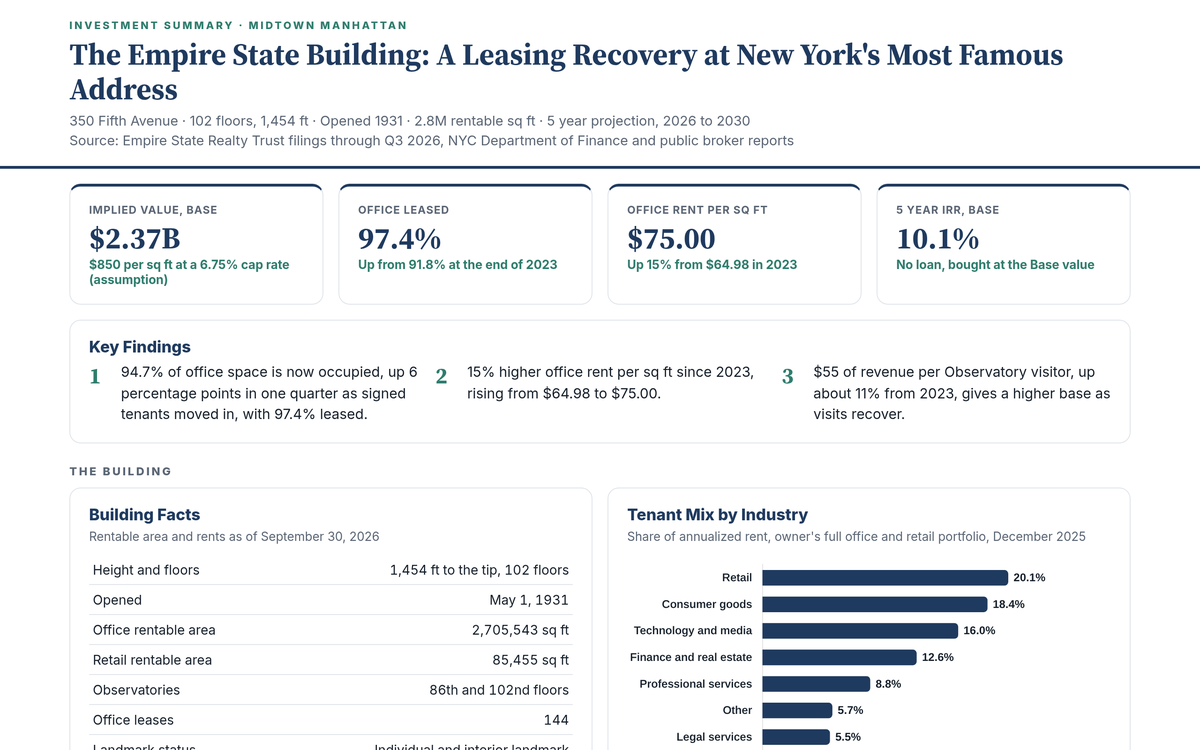 INVESTMENT SUMMARY · MIDTOWN MANHATTAN
The Empire State Building: A Leasing Recovery at New York's Most Famous
Address
350 Fifth Avenue · 102 floors, 1,454 ft · Opened 1931 · 2.8M rentable sq ft · 5 year projection, 2026 to 2030
Source: Empire State Realty Trust filings through Q3 2026, NYC Department of Finance and public broker reports
IMPLIED VALUE, BASE
$2.37B
$850 per sq ft at a 6.75% cap rate
(assumption)
OFFICE LEASED
97.4%
Up from 91.8% at the end of 2023
OFFICE RENT PER SQ FT
$75.00
Up 15% from $64.98 in 2023
5 YEAR IRR, BASE
10.1%
No loan, bought at the Base value
Key Findings
1
94.7% of office space is now occupied, up 6
percentage points in one quarter as signed
tenants moved in, with 97.4% leased.
2
15% higher office rent per sq ft since 2023,
rising from $64.98 to $75.00.
3
$55 of revenue per Observatory visitor, up
about 11% from 2023, gives a higher base as
visits recover.
THE BUILDING
Building Facts
Rentable area and rents as of September 30, 2026
Height and floors 1,454 ft to the tip, 102 floors
Opened May 1, 1931
Office rentable area 2,705,543 sq ft
Retail rentable area 85,455 sq ft
Observatories 86th and 102nd floors
Office leases 144
Landmark status Individual and interior landmark
Tenant Mix by Industry
Share of annualized rent, owner's full office and retail portfolio, December 2025
Retail 20.1%
Consumer goods 18.4%
Technology and media 16.0%
Finance and real estate 12.6%
Professional services 8.8%
Other 5.7%
Legal services 5.5%